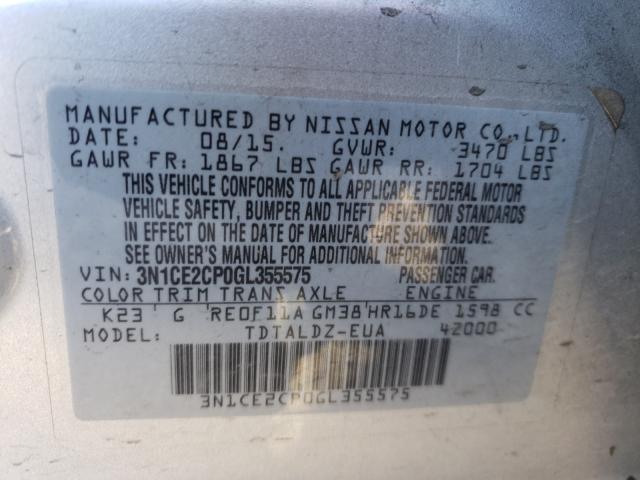 MANUFACTURED BY NISSAN MOTOR CO., LTD.
DATE: 08/15. GVWR: 3470 LBS
GAWR FR: 1867 LBS GAWR RR: 1704 LBS
THIS VEHICLE CONFORMS TO ALL APPLICABLE FEDERAL MOTOR
VEHICLE SAFETY, BUMPER AND THEFT PREVENTION STANDARDS
IN EFFECT ON THE DATE OF MANUFACTURE SHOWN ABOVE.
SEE OWNER'S MANUAL FOR ADDITIONAL INFORMATION.
VIN: 3N1CE2CP0GL355575 PASSENGER CAR.
COLOR TRIM TRANS AXLE ENGINE
K23 G RE0F11A GM38 HR16DE 1598 CC
MODEL: TDTALDZ-EUA 42000
3N1CE2CP0GL355575